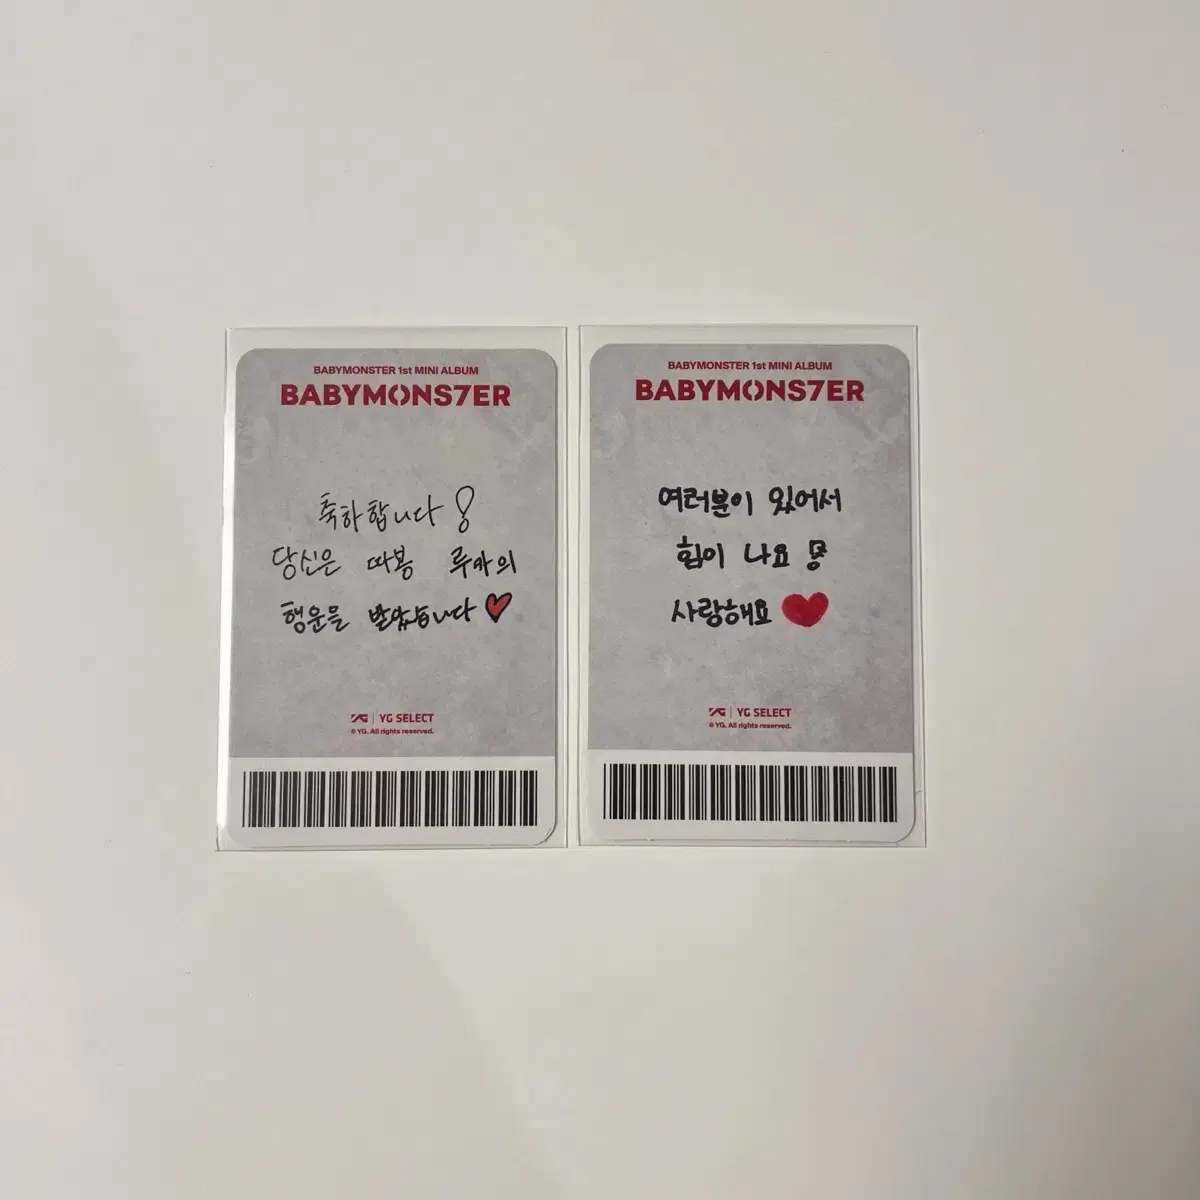 BABYMONSTER 1st MINI ALBUM
BABYMONS7ER
축하합니다!
당신은 따봉 루카의
행운을 받았습니다♥
YG | YG SELECT
© YG. All rights reserved.
BABYMONSTER 1st MINI ALBUM
BABYMONS7ER
여러분이 있어서
힘이 나요
사랑해요♥
YG | YG SELECT
© YG. All rights reserved.